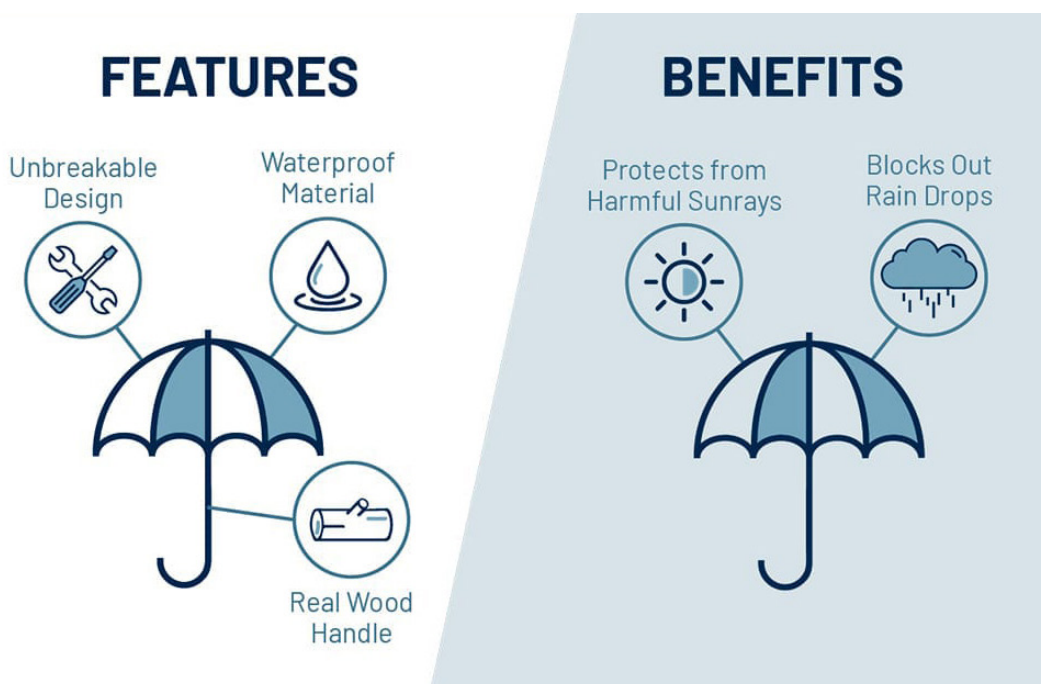 FEATURES
Unbreakable
Design
Waterproof
Material
Real Wood
Handle
BENEFITS
Protects from
Harmful Sunrays
Blocks Out
Rain Drops